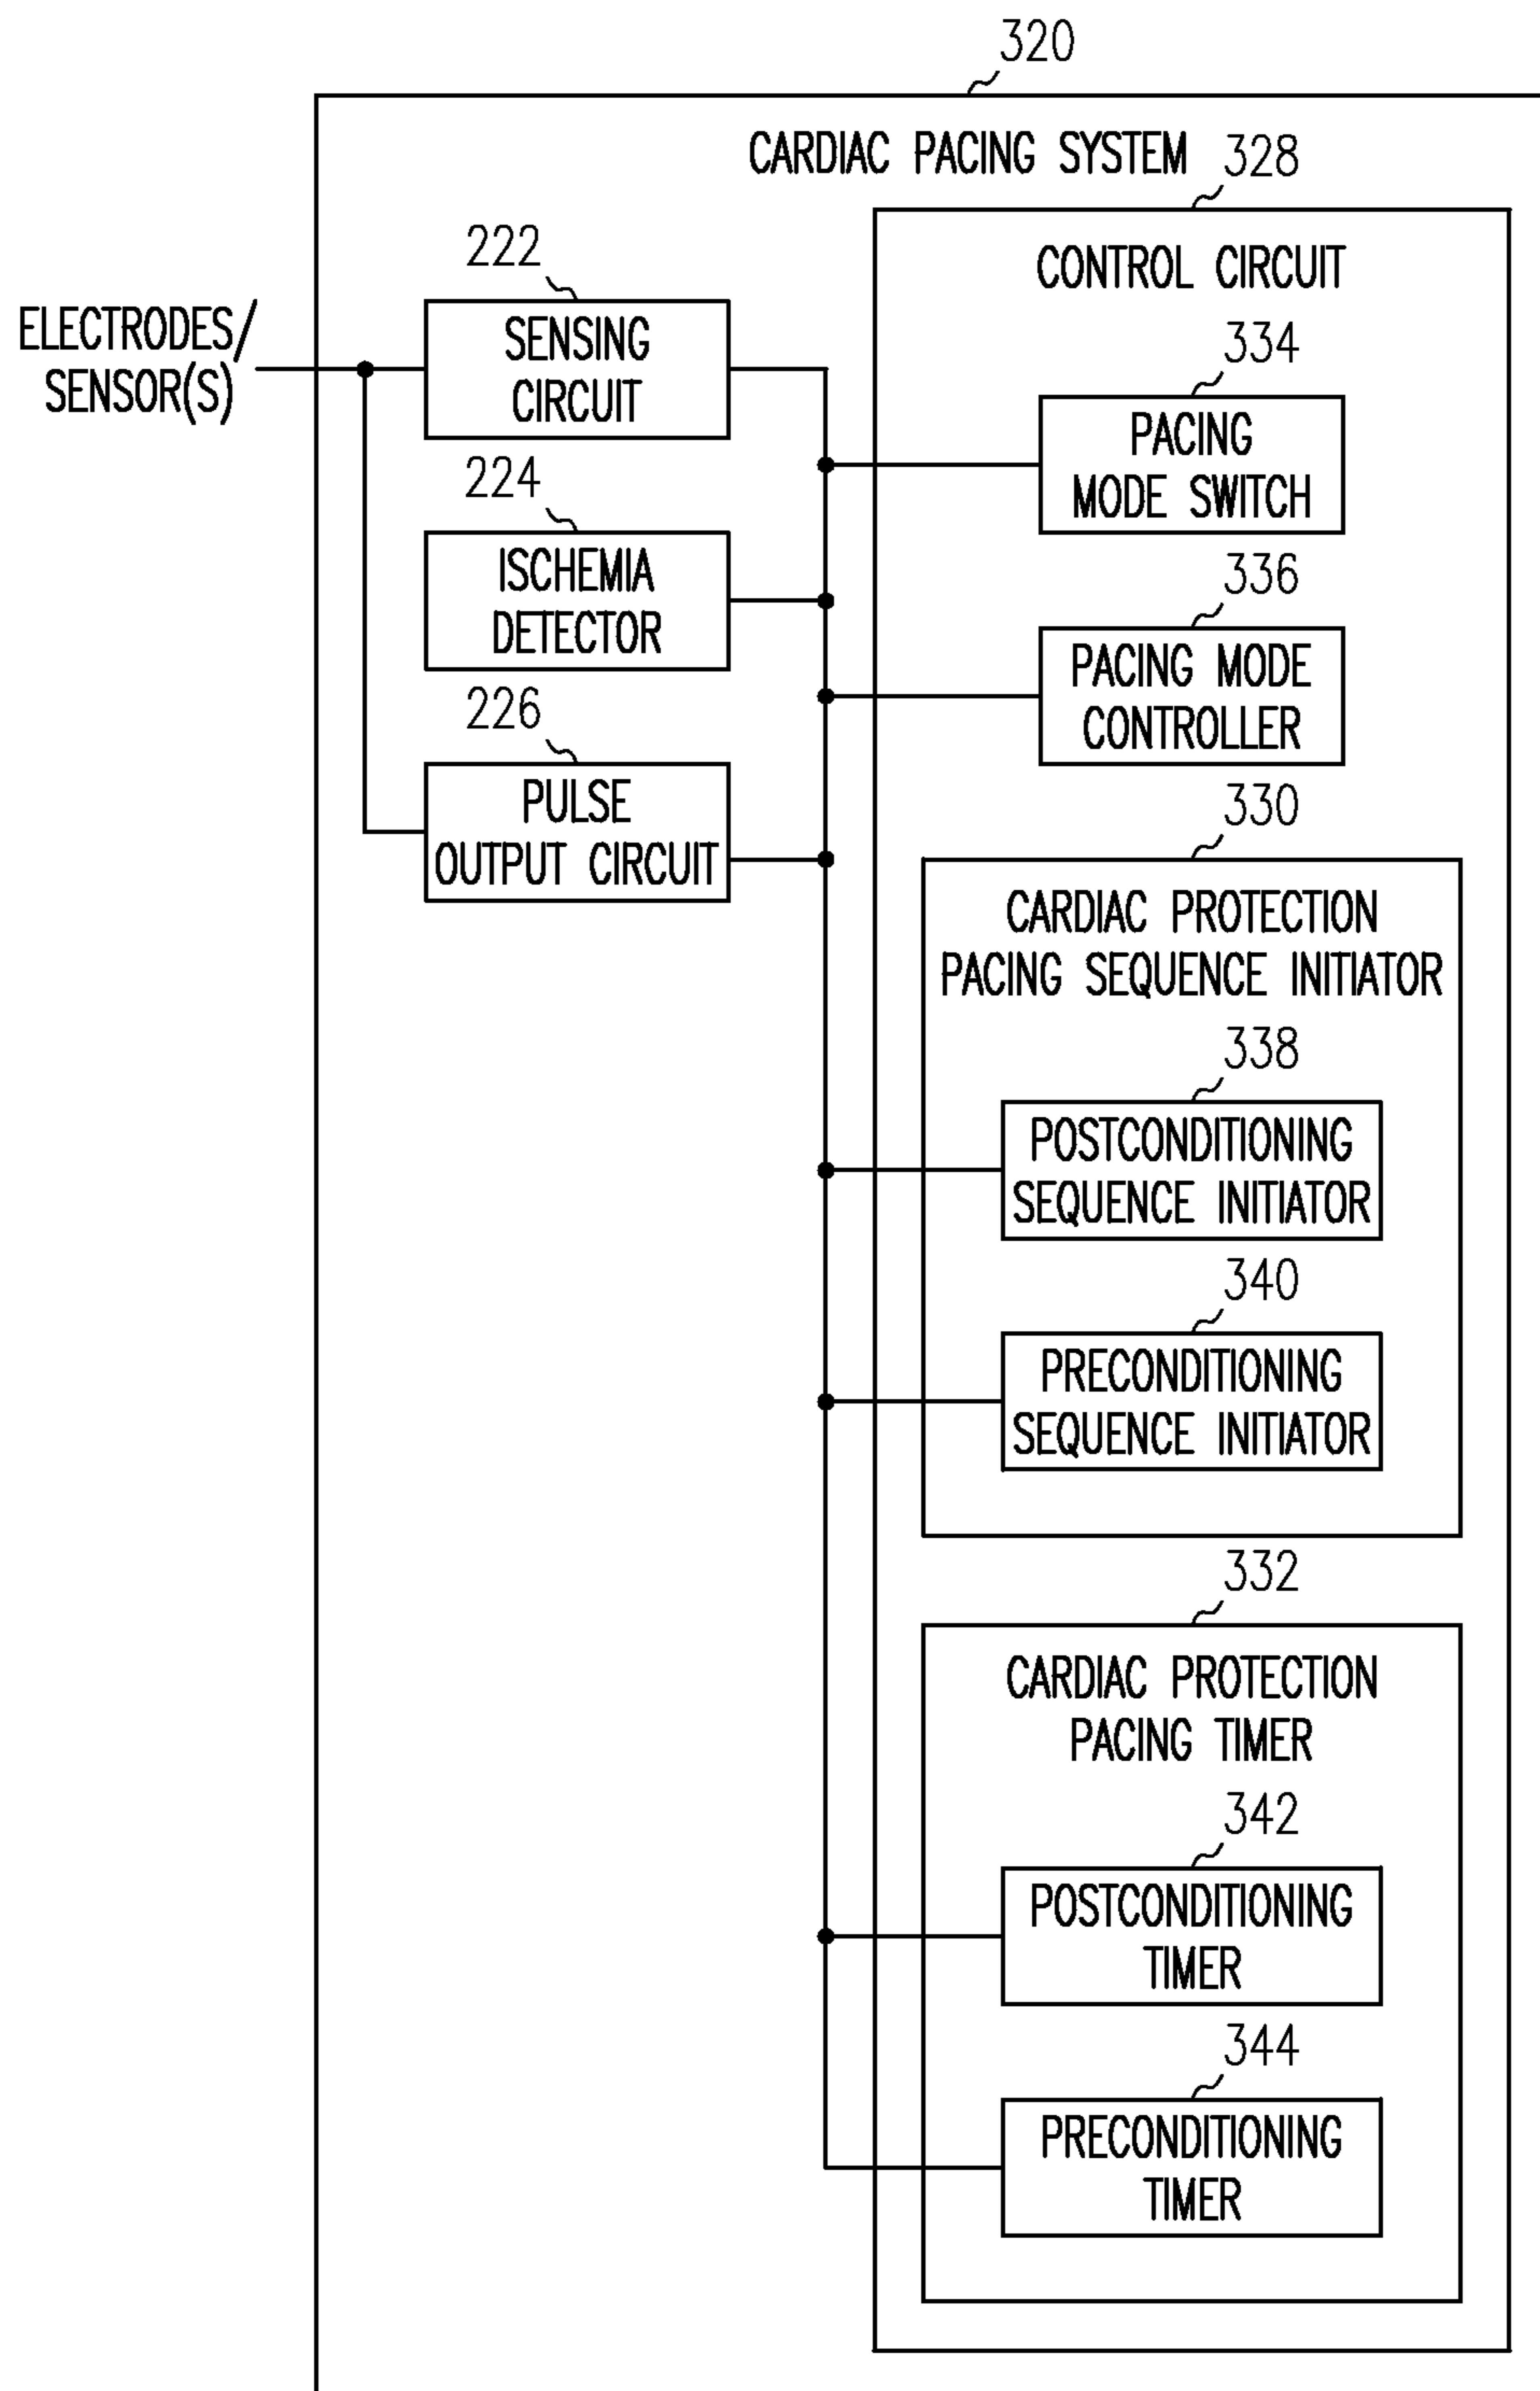 320
CARDIAC PACING SYSTEM
328
CONTROL CIRCUIT
ELECTRODES/
SENSOR(S)
222
SENSING
CIRCUIT
224
ISCHEMIA
DETECTOR
226
PULSE
OUTPUT CIRCUIT
334
PACING
MODE SWITCH
336
PACING MODE
CONTROLLER
330
CARDIAC PROTECTION
PACING SEQUENCE INITIATOR
338
POSTCONDITIONING
SEQUENCE INITIATOR
340
PRECONDITIONING
SEQUENCE INITIATOR
332
CARDIAC PROTECTION
PACING TIMER
342
POSTCONDITIONING
TIMER
344
PRECONDITIONING
TIMER